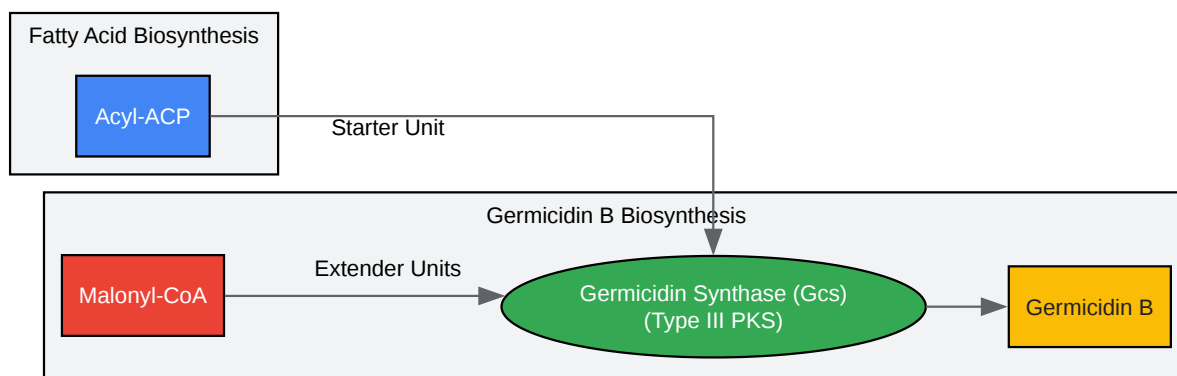 Fatty Acid Biosynthesis
Acyl-ACP
Starter Unit
Germicidin B Biosynthesis
Malonyl-CoA
Extender Units
Germicidin Synthase (Gcs)
(Type III PKS)
Germicidin B